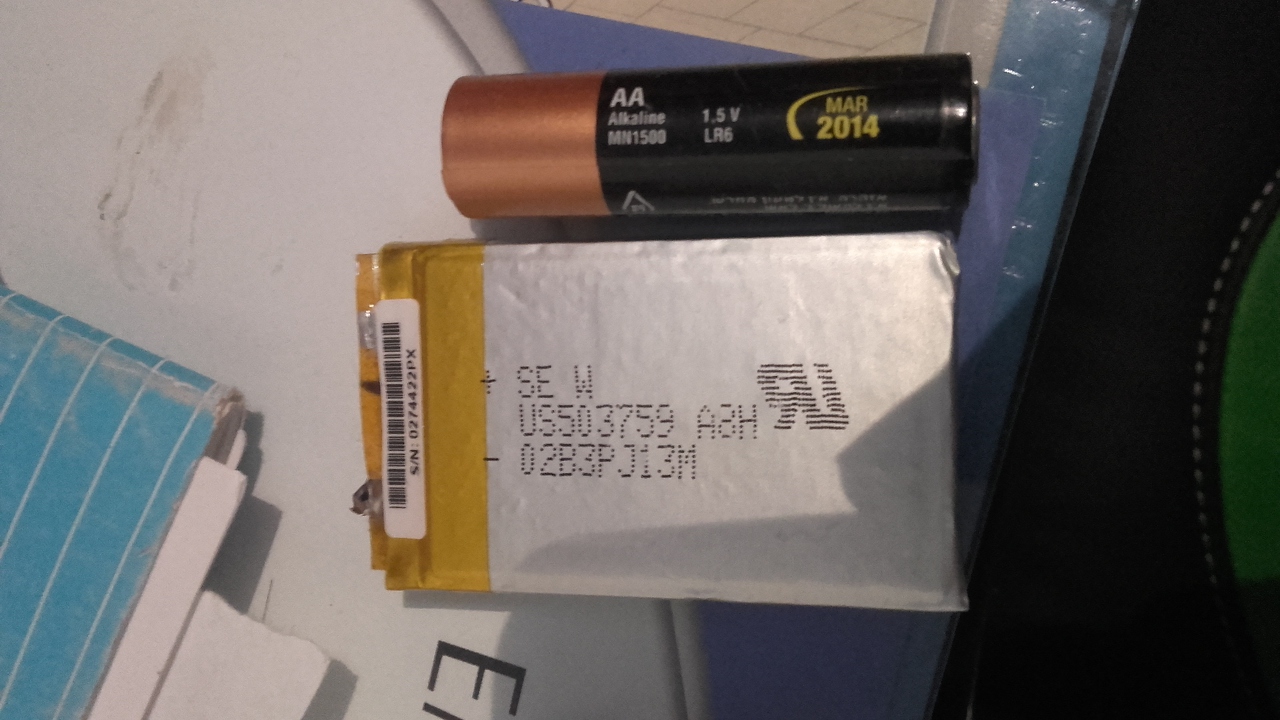 AA
Alkaline 1.5 V
MN1500 LR6
MAR
2014
S/N: 0274422PX
+ SE W
US503759 A8H
- 02B3PJ13M